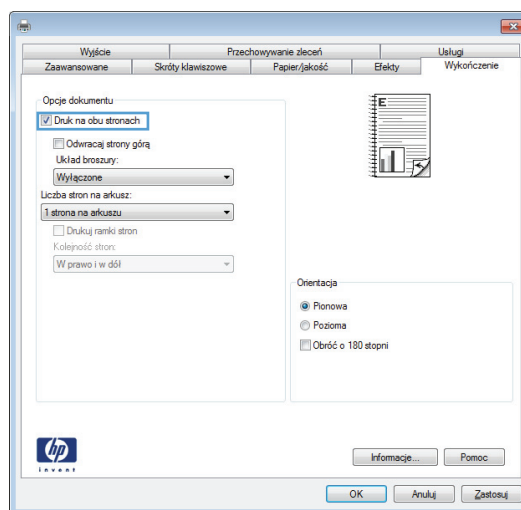 Wyjście Przechowywanie zleceń Usługi
Zaawansowane Skróty klawiszowe Papier/jakość Efekty Wykończenie
Opcje dokumentu
Druk na obu stronach
Odwracaj strony górą
Układ broszury:
Wyłączone
Liczba stron na arkusz:
1 strona na arkuszu
Drukuj ramki stron
Kolejność stron:
W prawo i w dół
E
Orientacja
Pionowa
Pozioma
Obróć o 180 stopni
hp
invent
Informacje... Pomoc
OK Anuluj Zastosuj